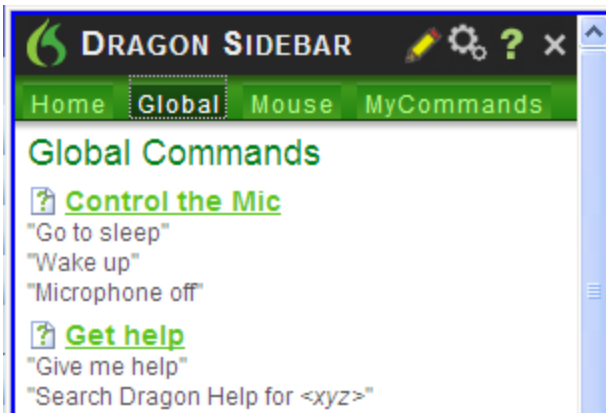 DRAGON SIDEBAR ? ×
Home Global Mouse MyCommands
Global Commands
? Control the Mic
"Go to sleep"
"Wake up"
"Microphone off"
? Get help
"Give me help"
"Search Dragon Help for <xyz>"